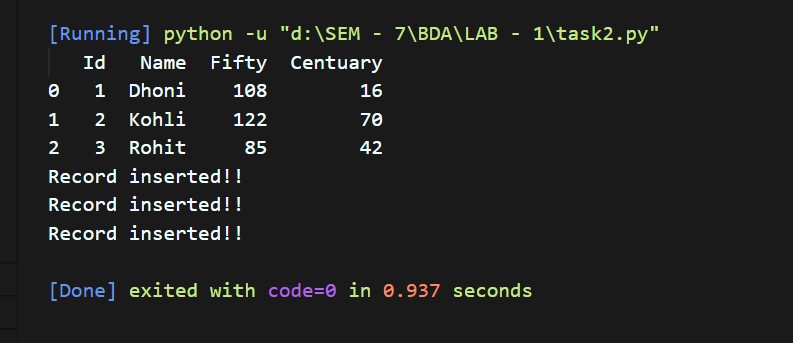 [Running] python -u "d:\SEM - 7\BDA\LAB - 1\task2.py"
   Id   Name  Fifty  Centuary
0   1  Dhoni    108        16
1   2  Kohli    122        70
2   3  Rohit     85        42
Record inserted!!
Record inserted!!
Record inserted!!
[Done] exited with code=0 in 0.937 seconds